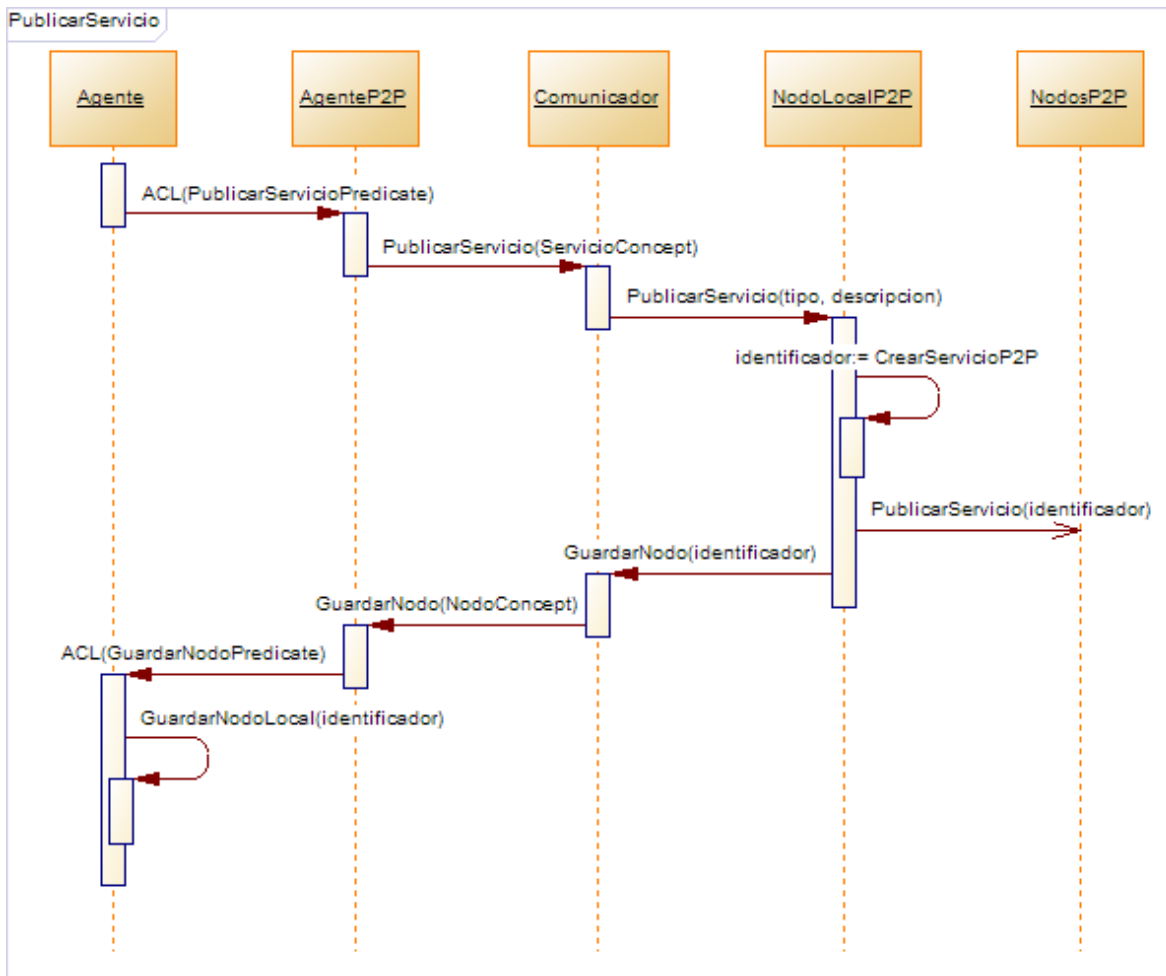 PublicarServicio
Agente
AgenteP2P
Comunicador
NodoLocalP2P
NodosP2P
ACL(PublicarServicioPredicate)
PublicarServicio(ServicioConcept)
PublicarServicio(tipo, descripcion)
identificador:= CrearServicioP2P
PublicarServicio(identificador)
GuardarNodo(identificador)
GuardarNodo(NodoConcept)
ACL(GuardarNodoPredicate)
GuardarNodoLocal(identificador)